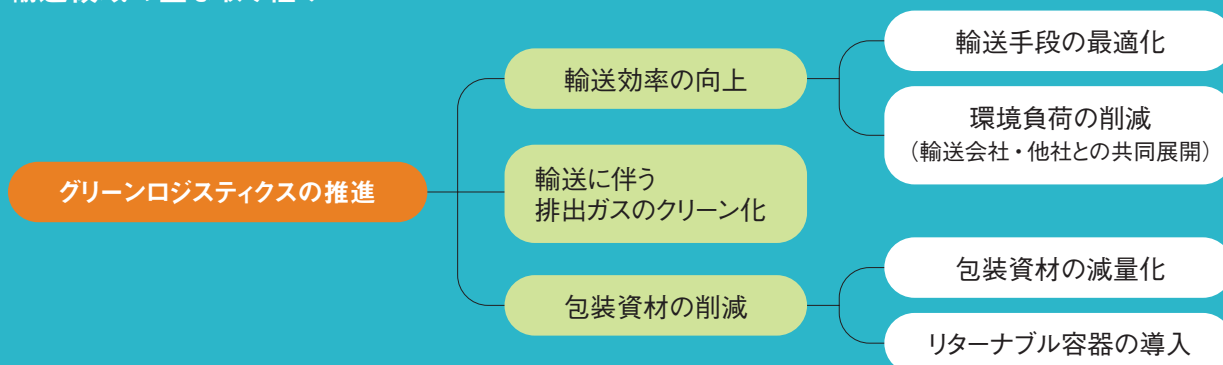 グリーンロジスティクスの推進
輸送効率の向上
輸送手段の最適化
環境負荷の削減
（輸送会社・他社との共同展開）
輸送に伴う
排出ガスのクリーン化
包装資材の削減
包装資材の減量化
リターナブル容器の導入